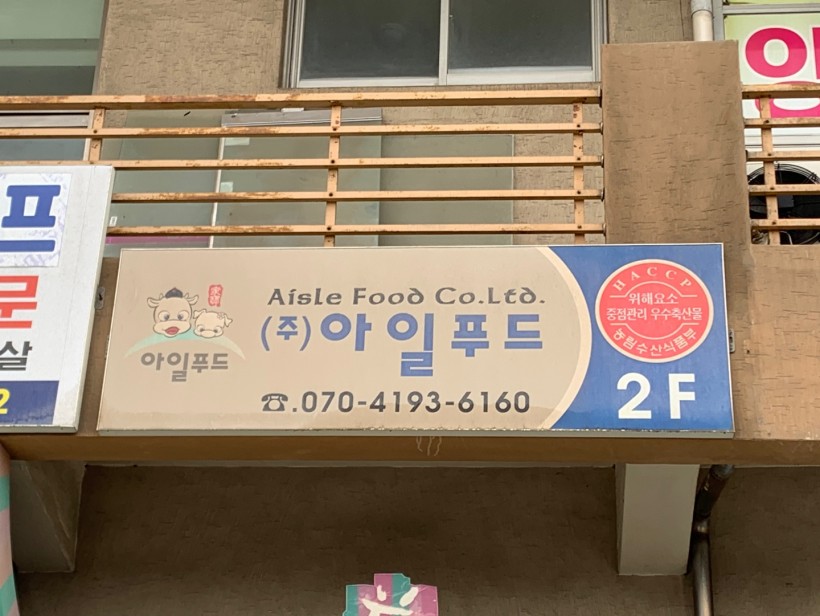 프
문
살
2
아일푸드
Aisle Food Co.Ltd.
(주)아일푸드
☎.070-4193-6160
HACCP
위해요소
중점관리 우수축산물
농림수산식품부
2F